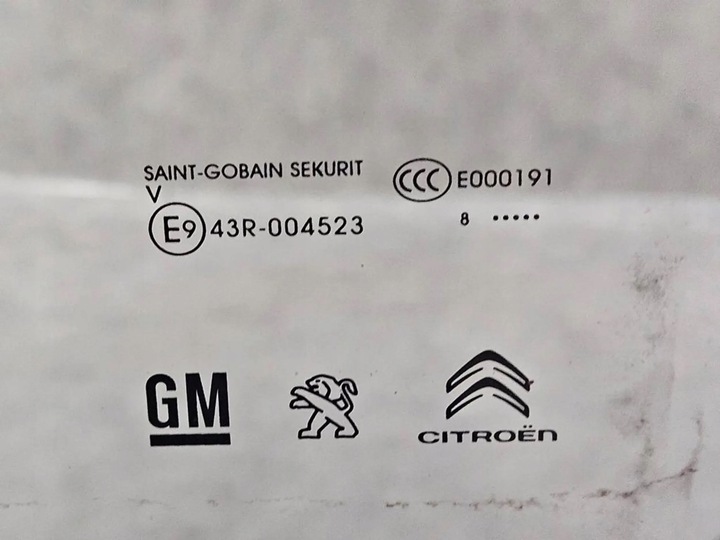 SAINT-GOBAIN SEKURIT
V
E9 43R-004523
CCC E000191
8 .....
GM
CITROËN